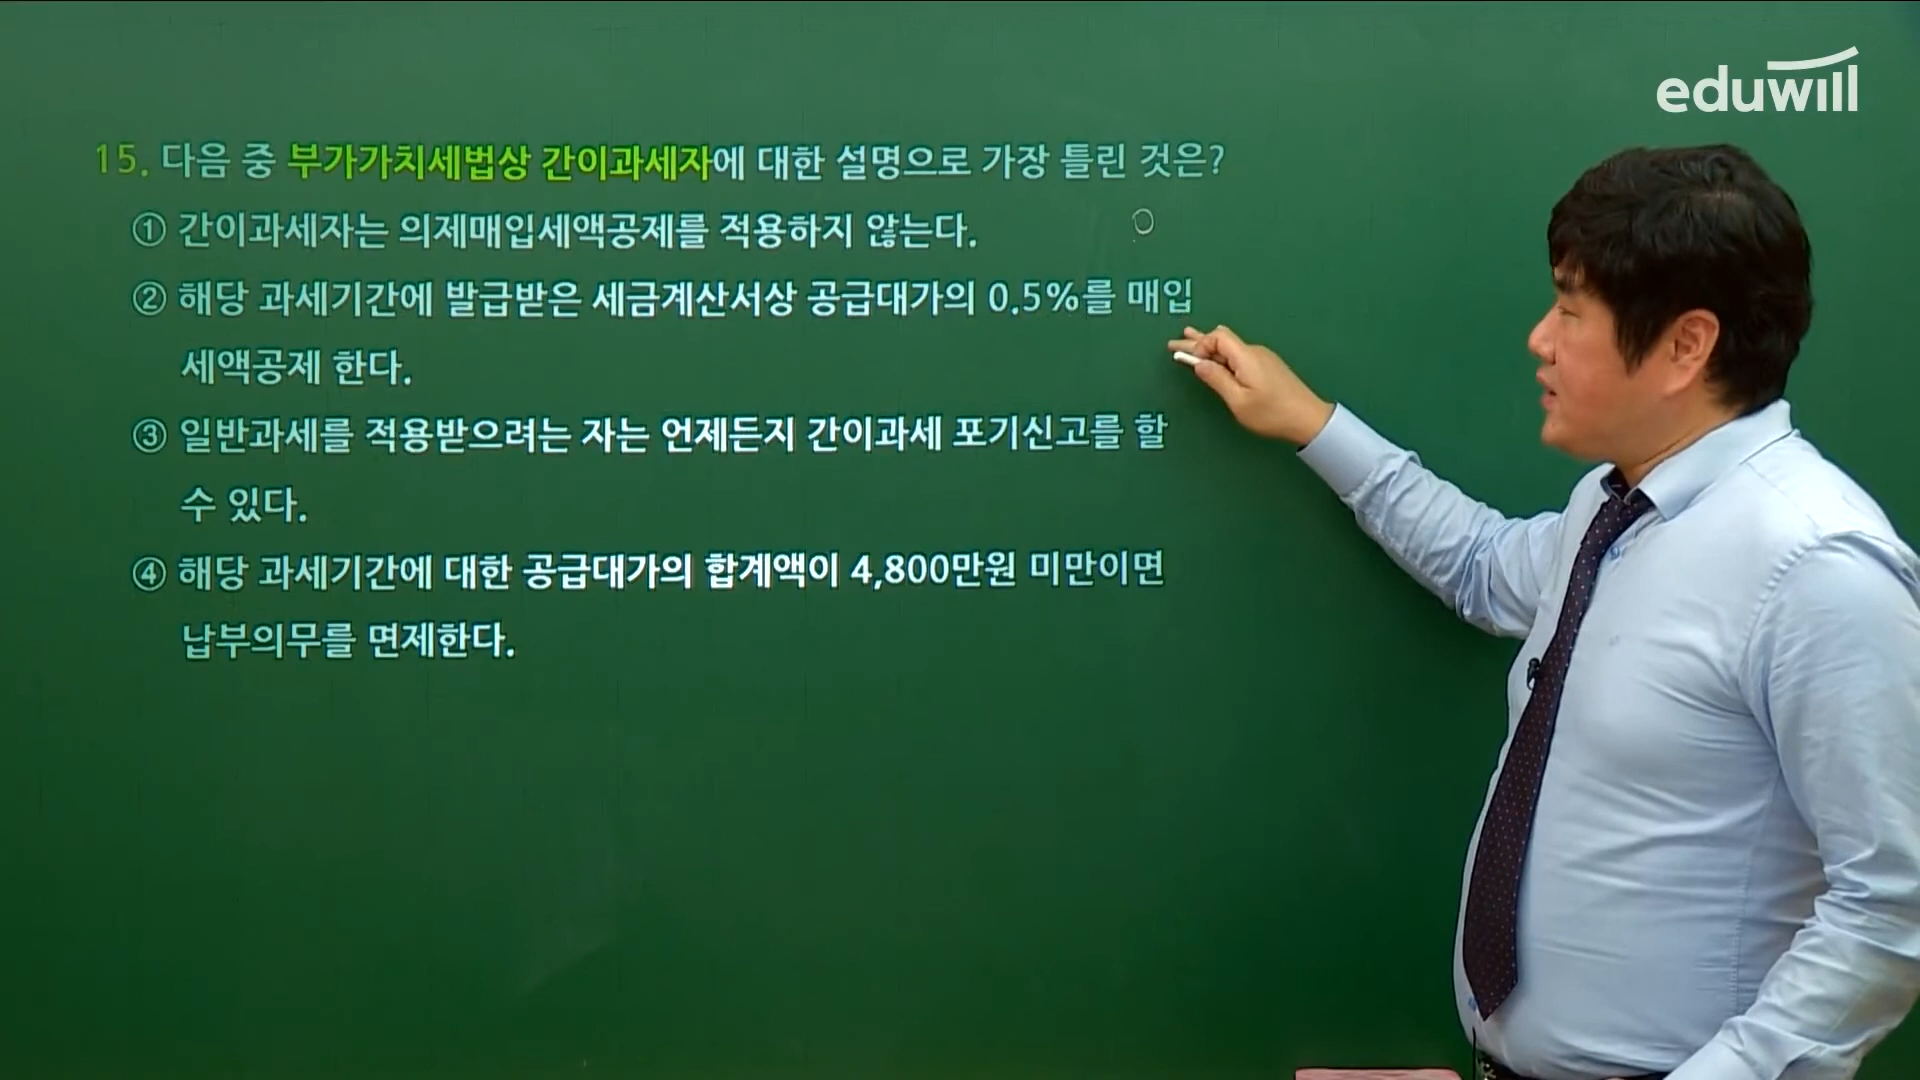 eduwill
15. 다음 중 부가가치세법상 간이과세자에 대한 설명으로 가장 틀린 것은?
① 간이과세자는 의제매입세액공제를 적용하지 않는다.
② 해당 과세기간에 발급받은 세금계산서상 공급대가의 0.5%를 매입
세액공제 한다.
③ 일반과세를 적용받으려는 자는 언제든지 간이과세 포기신고를 할
수 있다.
④ 해당 과세기간에 대한 공급대가의 합계액이 4,800만원 미만이면
납부의무를 면제한다.